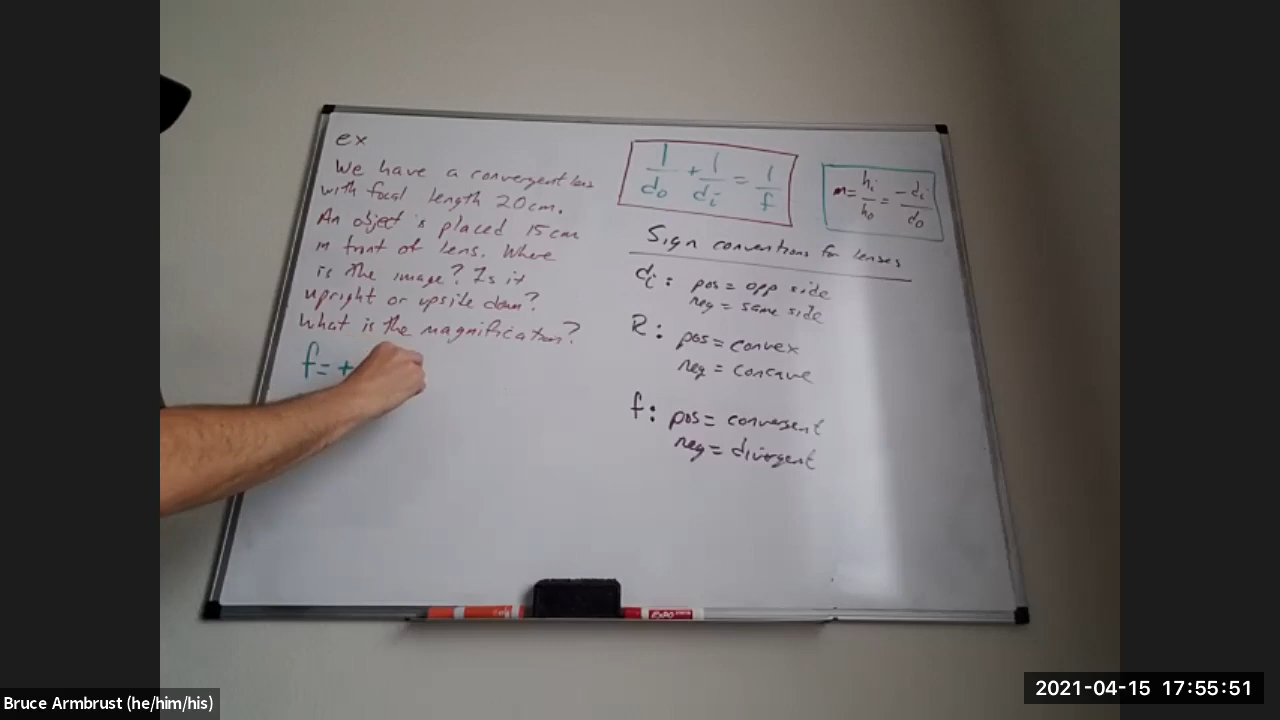 ex
We have a convergent lens
with focal length 20cm.
An object is placed 15cm
in front of lens. Where
is the image? Is it
upright or upside down?
What is the magnification?
f = +
1/do + 1/di = 1/f
m = hi/ho = -di/do
Sign conventions for lenses
di: pos = opp side
neg = same side
R: pos = convex
neg = concave
f: pos = convergent
neg = divergent
EXPO
Bruce Armbrust (he/him/his)
2021-04-15 17:55:51